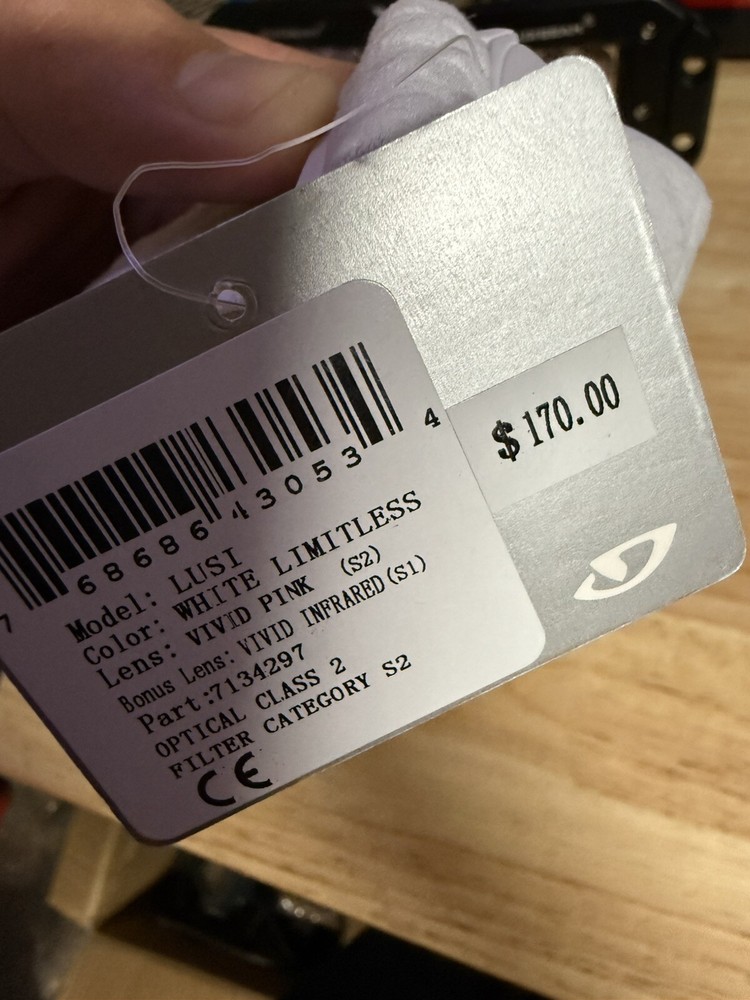 $170.00
7 68686 43053 4
Model: LUSI
Color: WHITE LIMITLESS
Lens: VIVID PINK (S2)
Bonus Lens: VIVID INFRARED(S1)
Part:7134297
OPTICAL CLASS 2
FILTER CATEGORY S2
CE